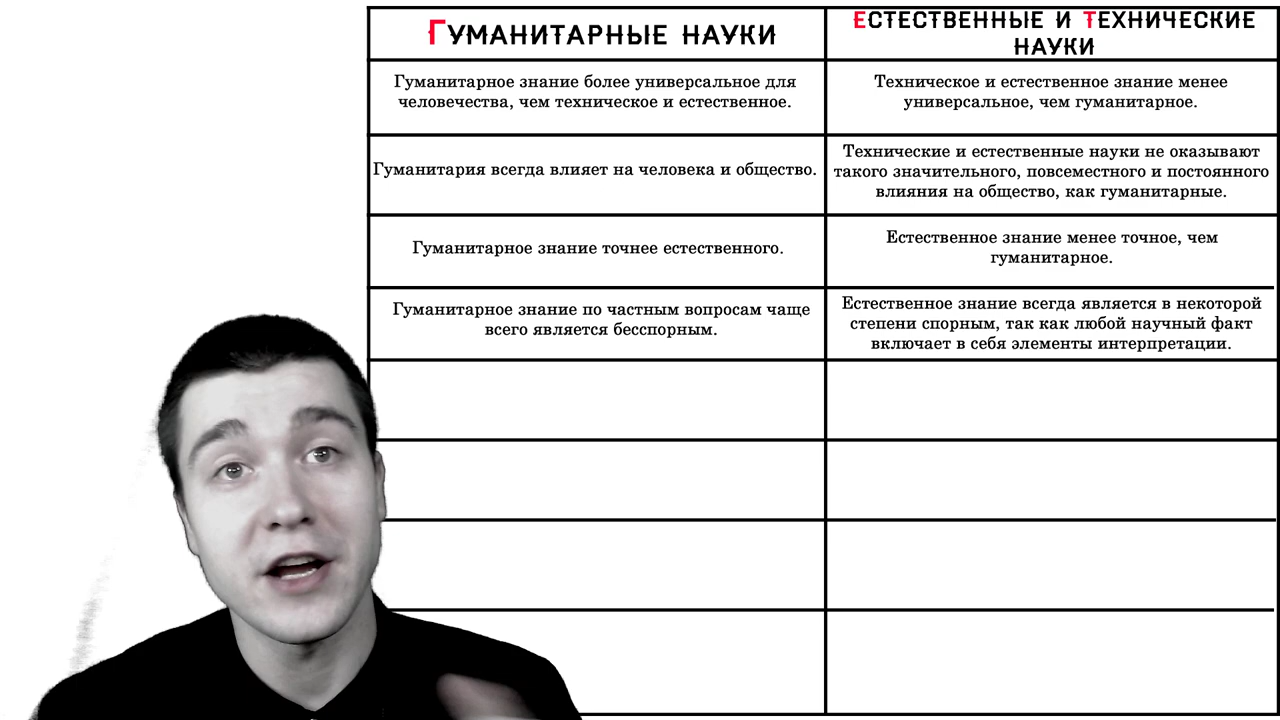 Гуманитарные науки
Естественные и Технические
науки
Гуманитарное знание более универсальное для
человечества, чем техническое и естественное.
Техническое и естественное знание менее
универсальное, чем гуманитарное.
Гуманитария всегда влияет на человека и общество.
Технические и естественные науки не оказывают
такого значительного, повсеместного и постоянного
влияния на общество, как гуманитарные.
Гуманитарное знание точнее естественного.
Естественное знание менее точное, чем
гуманитарное.
Гуманитарное знание по частным вопросам чаще
всего является бесспорным.
Естественное знание всегда является в некоторой
степени спорным, так как любой научный факт
включает в себя элементы интерпретации.